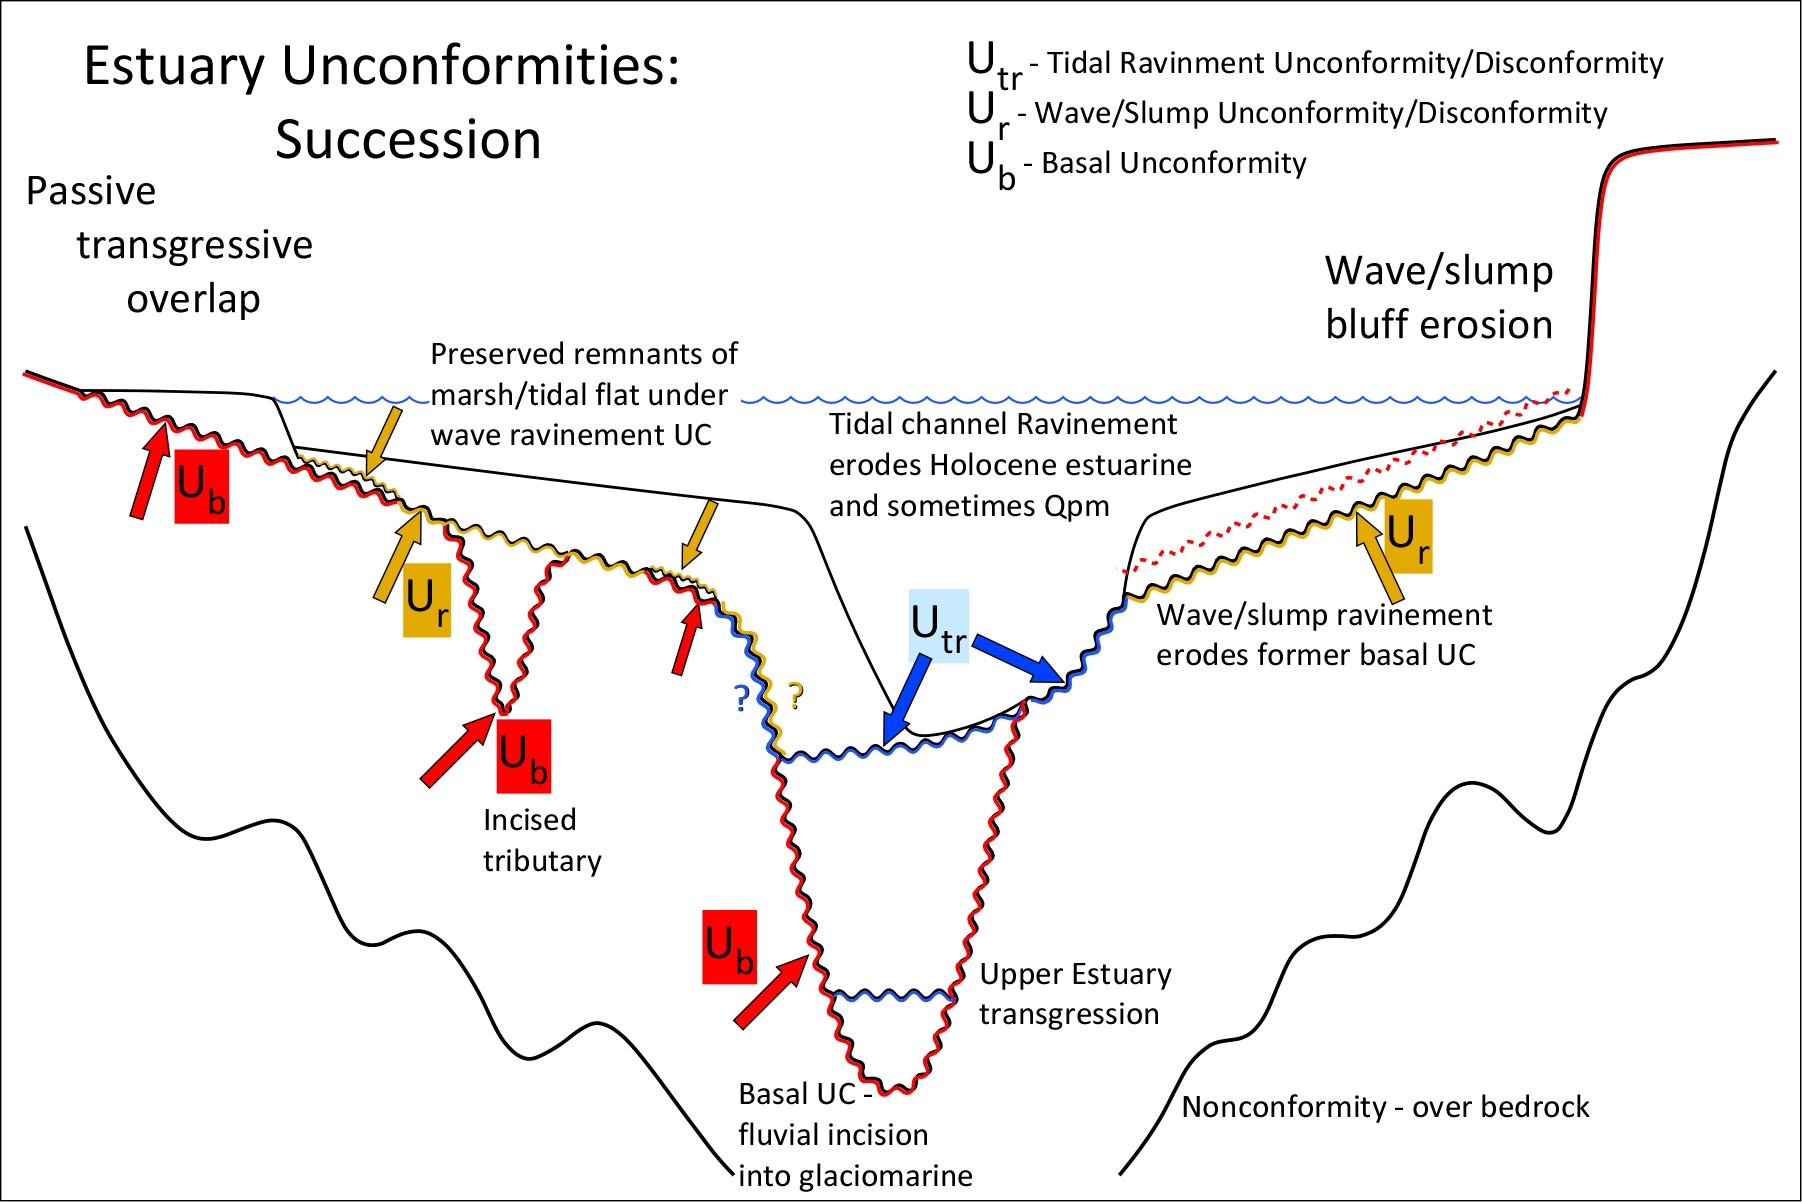 Estuary Unconformities:
Succession
Utr - Tidal Ravinment Unconformity/Disconformity
Ur - Wave/Slump Unconformity/Disconformity
Ub - Basal Unconformity
Passive
transgressive
overlap
Wave/slump
bluff erosion
Preserved remnants of
marsh/tidal flat under
wave ravinement UC
Tidal channel Ravinement
erodes Holocene estuarine
and sometimes Qpm
Ub
Ur
Ur
Utr
Wave/slump ravinement
erodes former basal UC
?
?
Ub
Incised
tributary
Ub
Upper Estuary
transgression
Basal UC -
fluvial incision
into glaciomarine
Nonconformity - over bedrock